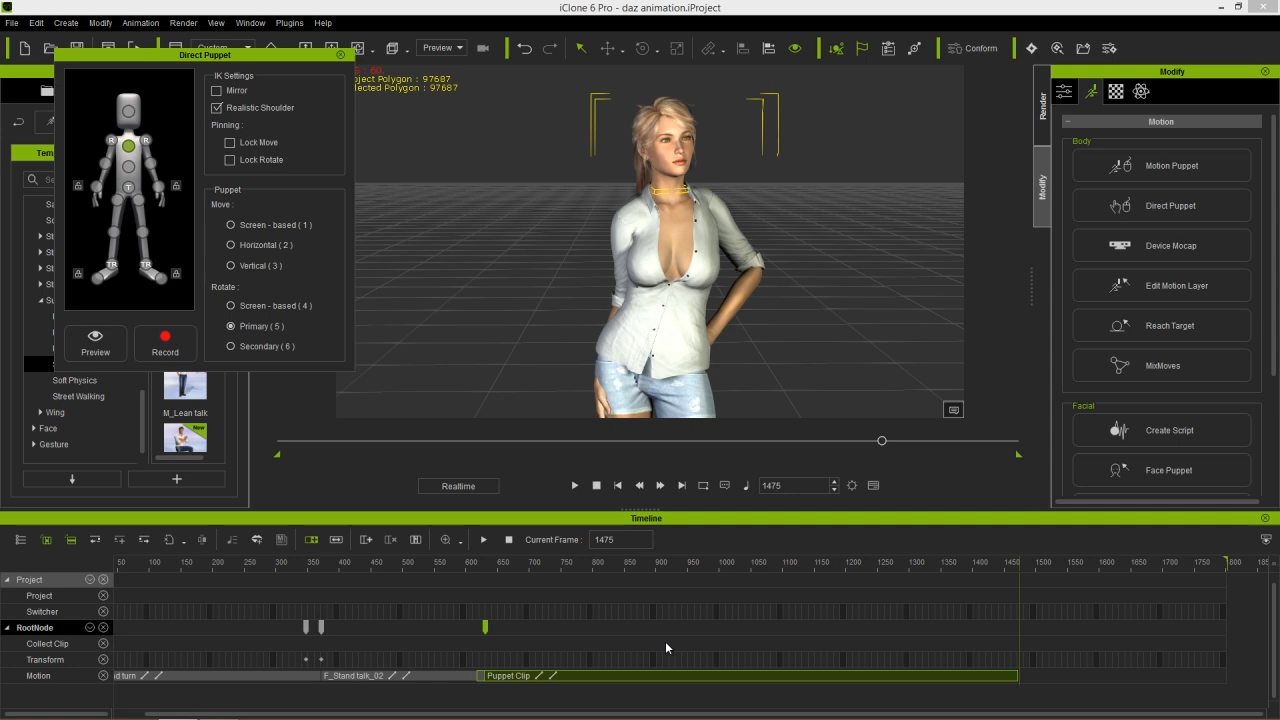 iClone 6 Pro - daz animation.iProject
File Edit Create Modify Animation Render View Window Plugins Help
Custom
Preview
Conform
Direct Puppet
IK Settings
Mirror
Realistic Shoulder
Pinning :
Lock Move
Lock Rotate
Puppet
Move :
Screen - based ( 1 )
Horizontal ( 2 )
Vertical ( 3 )
Rotate :
Screen - based ( 4 )
Primary ( 5 )
Secondary ( 6 )
R R
T
TR TR
Preview
Record
Tem
Se
Soft Physics
Street Walking
Wing
Face
Gesture
M_Lean talk
New
: 60
oject Polygon : 97687
lected Polygon : 97687
Render
Modify
Modify
Motion
Body
Motion Puppet
Direct Puppet
Device Mocap
Edit Motion Layer
Reach Target
MixMoves
Facial
Create Script
Face Puppet
Realtime
1475
Timeline
Current Frame : 1475
50 100 150 200 250 300 350 400 450 500 550 600 650 700 750 800 850 900 950 1000 1050 1100 1150 1200 1250 1300 1350 1400 1450 1500 1550 1600 1650 1700 1750 1800 185
Project
Project
Switcher
RootNode
Collect Clip
Transform
Motion
d turn
F_Stand talk_02
Puppet Clip